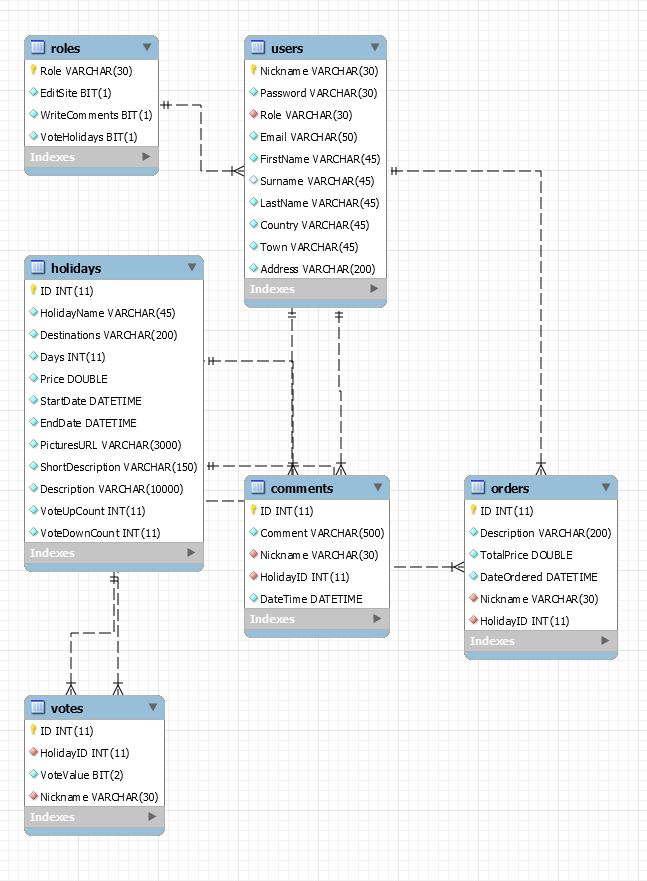 roles
Role VARCHAR(30)
EditSite BIT(1)
WriteComments BIT(1)
VoteHolidays BIT(1)
Indexes
users
Nickname VARCHAR(30)
Password VARCHAR(30)
Role VARCHAR(30)
Email VARCHAR(50)
FirstName VARCHAR(45)
Surname VARCHAR(45)
LastName VARCHAR(45)
Country VARCHAR(45)
Town VARCHAR(45)
Address VARCHAR(200)
Indexes
holidays
ID INT(11)
HolidayName VARCHAR(45)
Destinations VARCHAR(200)
Days INT(11)
Price DOUBLE
StartDate DATETIME
EndDate DATETIME
PicturesURL VARCHAR(3000)
ShortDescription VARCHAR(150)
Description VARCHAR(10000)
VoteUpCount INT(11)
VoteDownCount INT(11)
Indexes
comments
ID INT(11)
Comment VARCHAR(500)
Nickname VARCHAR(30)
HolidayID INT(11)
DateTime DATETIME
Indexes
orders
ID INT(11)
Description VARCHAR(200)
TotalPrice DOUBLE
DateOrdered DATETIME
Nickname VARCHAR(30)
HolidayID INT(11)
Indexes
votes
ID INT(11)
HolidayID INT(11)
VoteValue BIT(2)
Nickname VARCHAR(30)
Indexes